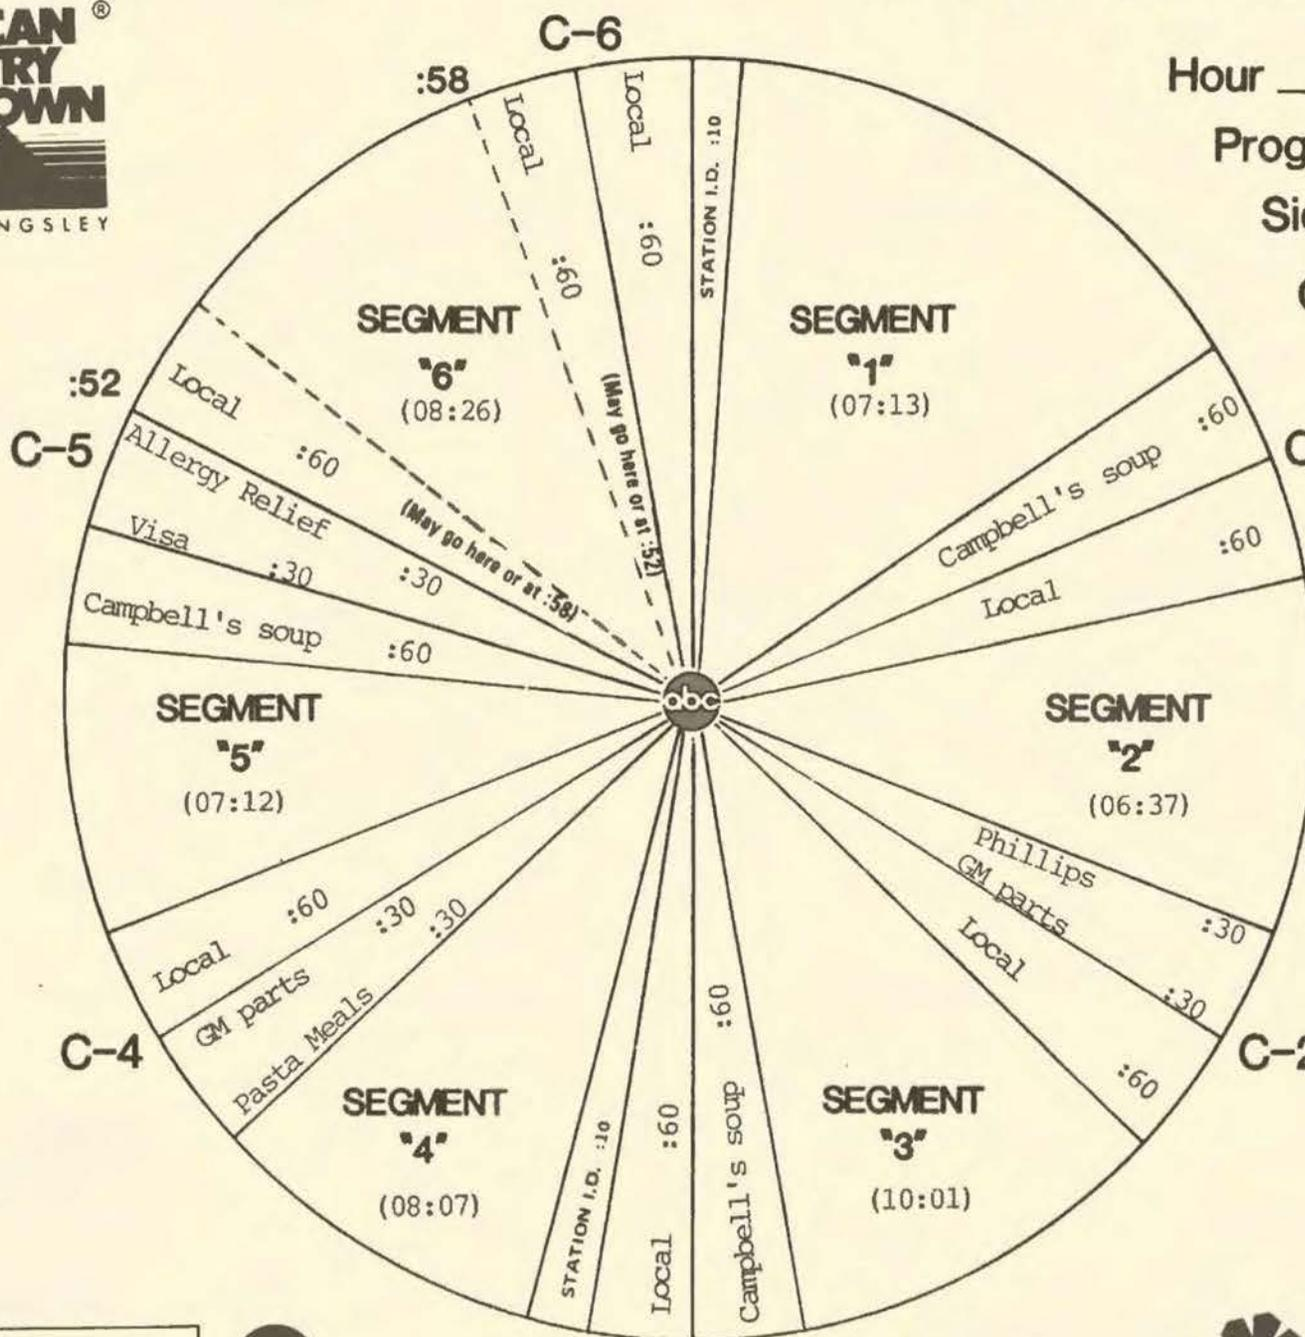 ®
TRY
OWN
NGSLEY
C-6
:58
Hour
Local :60
Local :60
(May go here or at :52)
STATION I.D. :10
SEGMENT
"1"
(07:13)
Campbell's soup :60
Local :60
SEGMENT
"2"
(06:37)
Phillips :30
GM parts :30
C-2
Local :60
SEGMENT
"3"
(10:01)
Campbell's soup :60
Local :60
STATION I.D. :10
SEGMENT
"4"
(08:07)
Pasta Meals :30
GM parts :30
C-4
Local :60
SEGMENT
"5"
(07:12)
Campbell's soup :60
Visa :30
Allergy Relief :30
C-5
:52
Local :60
(May go here or at :58)
SEGMENT
"6"
(08:26)
abc